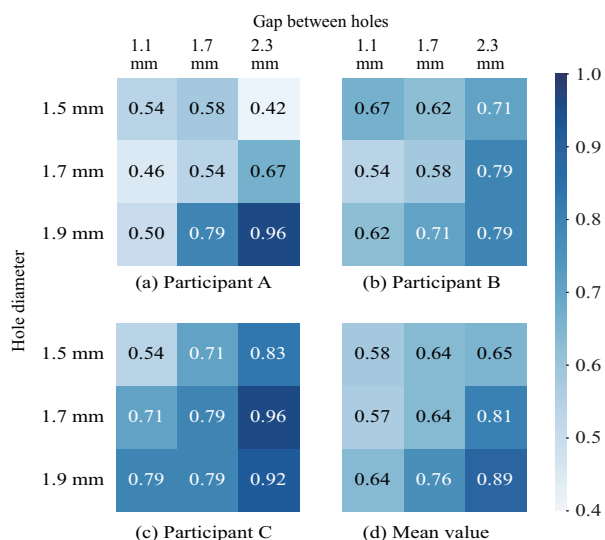 Gap between holes
1.1 mm 1.7 mm 2.3 mm 1.1 mm 1.7 mm 2.3 mm
Hole diameter
1.5 mm 0.54 0.58 0.42 0.67 0.62 0.71
1.7 mm 0.46 0.54 0.67 0.54 0.58 0.79
1.9 mm 0.50 0.79 0.96 0.62 0.71 0.79
(a) Participant A (b) Participant B
1.5 mm 0.54 0.71 0.83 0.58 0.64 0.65
1.7 mm 0.71 0.79 0.96 0.57 0.64 0.81
1.9 mm 0.79 0.79 0.92 0.64 0.76 0.89
(c) Participant C (d) Mean value
1.0
0.9
0.8
0.7
0.6
0.5
0.4